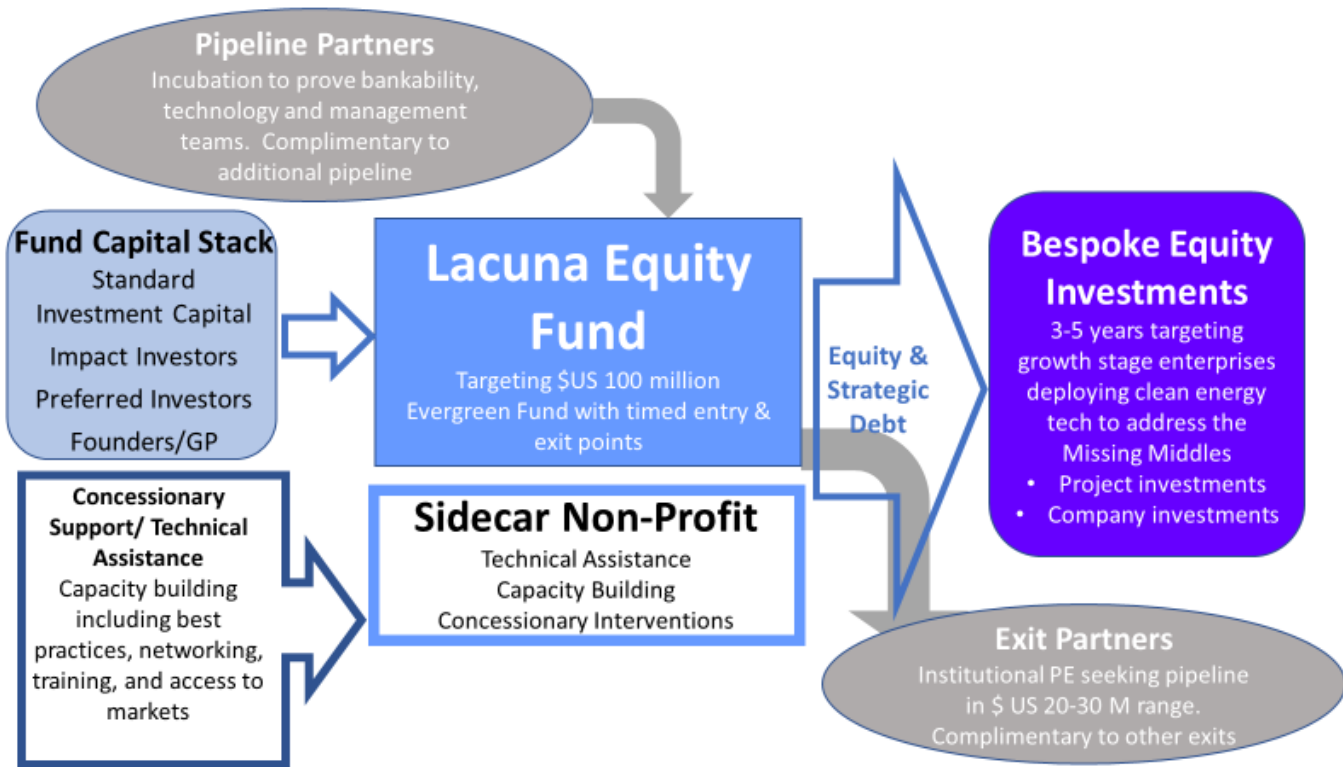 Pipeline Partners
Incubation to prove bankability,
technology and management
teams.  Complimentary to
additional pipeline
Fund Capital Stack
Standard
Investment Capital
Impact Investors
Preferred Investors
Founders/GP
Lacuna Equity
Fund
Targeting $US 100 million
Evergreen Fund with timed entry &
exit points
Equity &
Strategic
Debt
Bespoke Equity
Investments
3-5 years targeting
growth stage enterprises
deploying clean energy
tech to address the
Missing Middles
• Project investments
• Company investments
Concessionary
Support/ Technical
Assistance
Capacity building
including best
practices, networking,
training, and access to
markets
Sidecar Non-Profit
Technical Assistance
Capacity Building
Concessionary Interventions
Exit Partners
Institutional PE seeking pipeline
in $ US 20-30 M range.
Complimentary to other exits